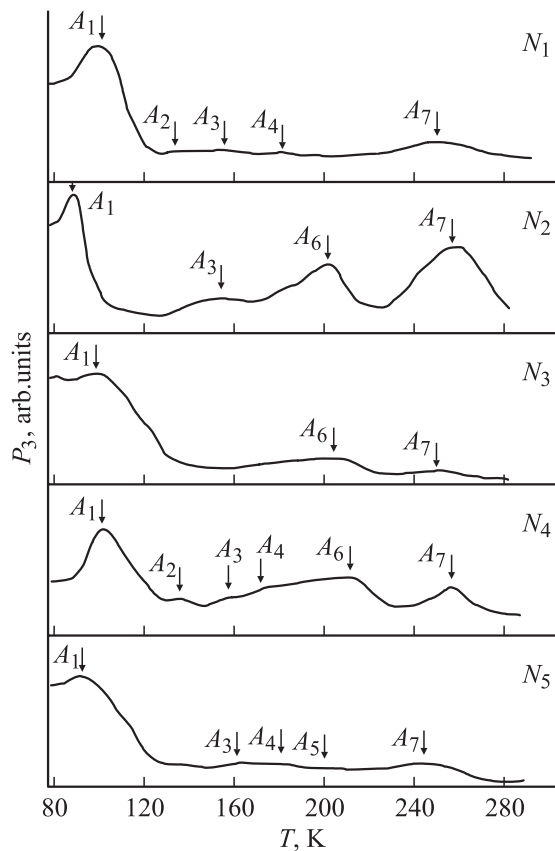 A1 N1
A2 A3 A4 A7
A1 N2
A3 A6 A7
A1 N3
A6 A7
A1 N4
A2 A3 A4 A6 A7
A1 N5
A3 A4 A5 A7
P3, arb.units
80 120 160 200 240 280
T, K